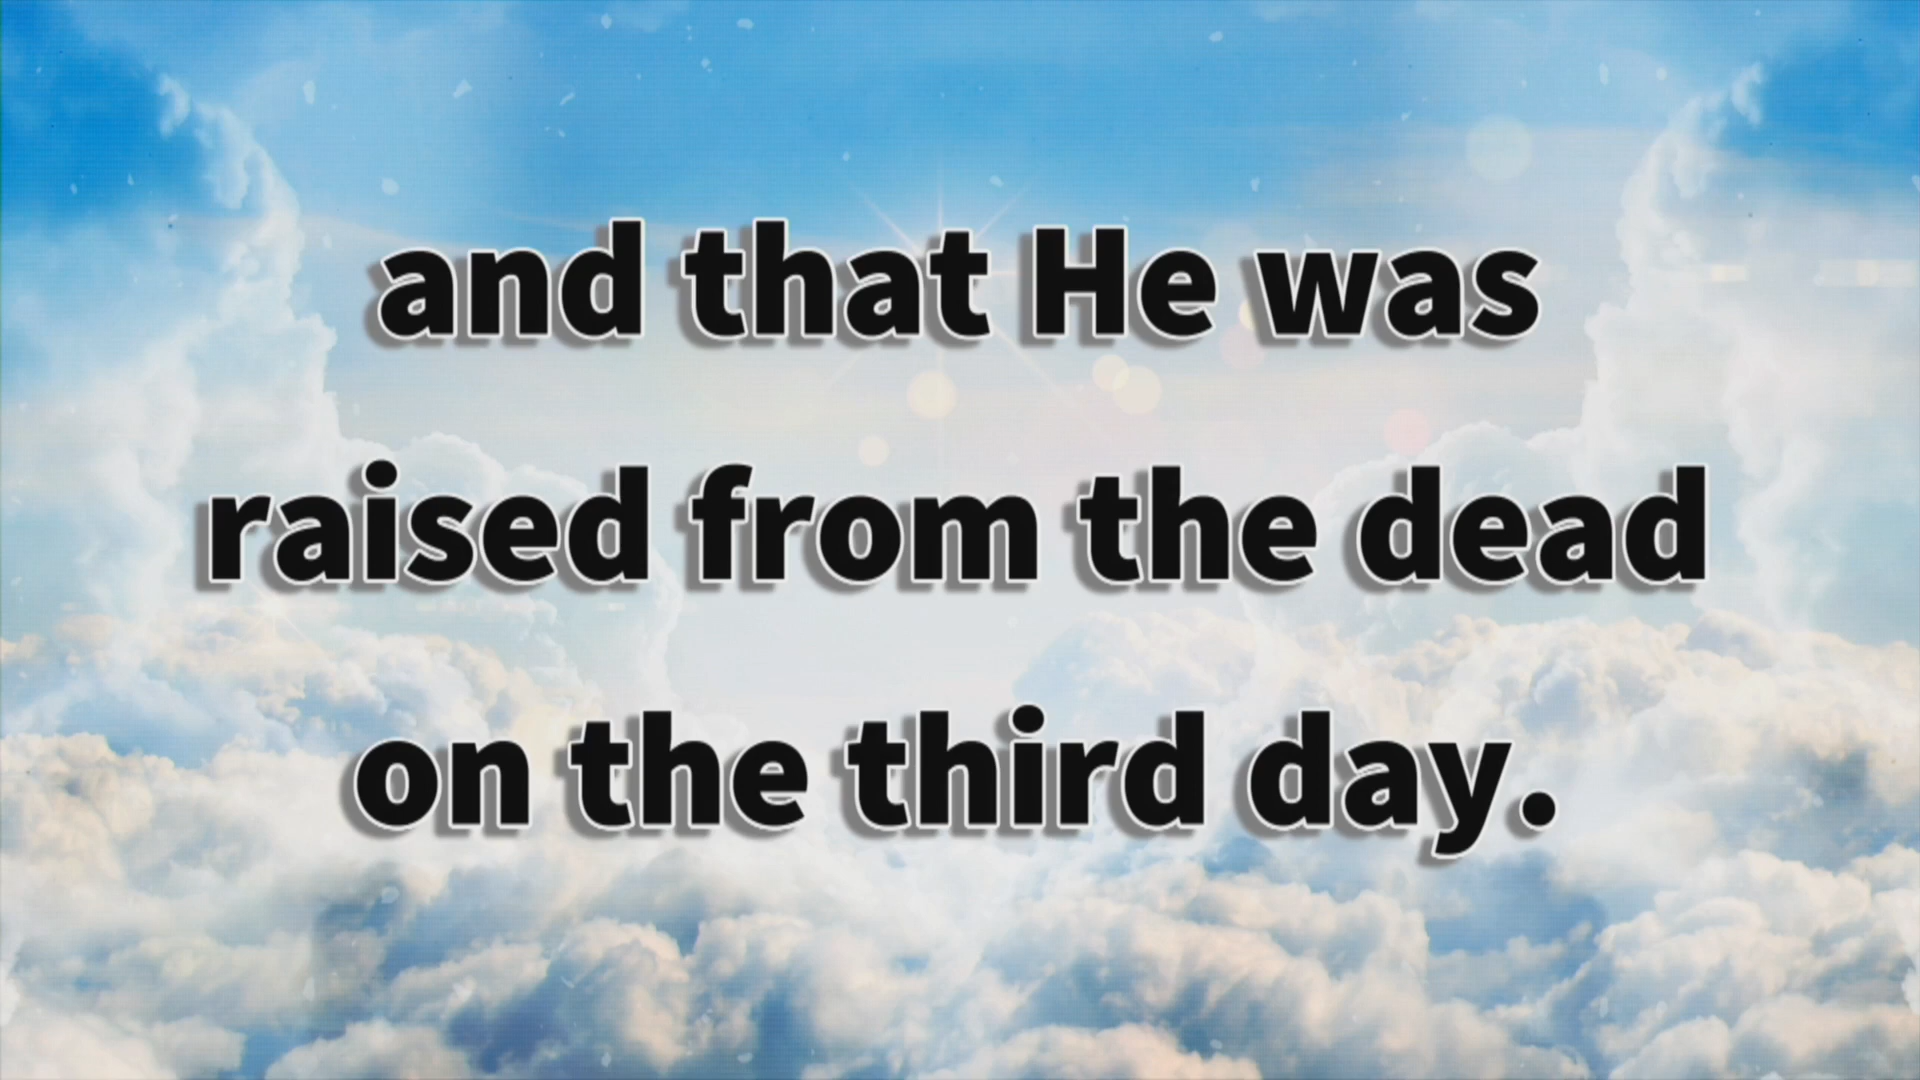 and that He was
raised from the dead
on the third day.